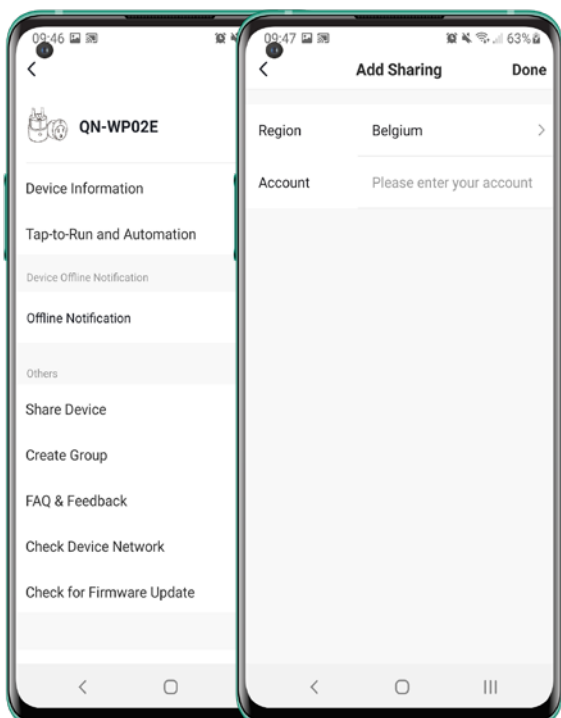 09:46
QN-WP02E
Device Information
Tap-to-Run and Automation
Device Offline Notification
Offline Notification
Others
Share Device
Create Group
FAQ & Feedback
Check Device Network
Check for Firmware Update
09:47 63%
Add Sharing Done
Region Belgium
Account Please enter your account